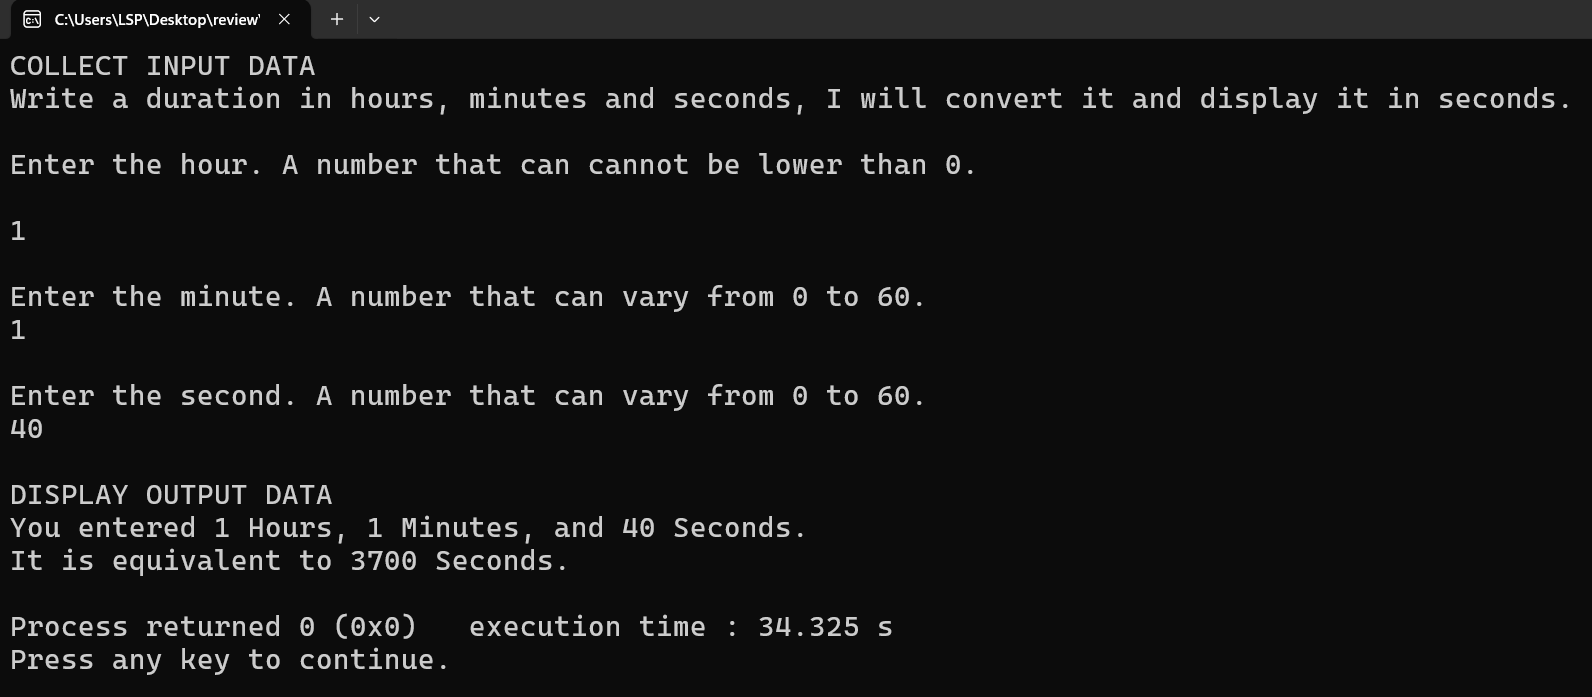 C:\Users\LSP\Desktop\review'
COLLECT INPUT DATA
Write a duration in hours, minutes and seconds, I will convert it and display it in seconds.
Enter the hour. A number that can cannot be lower than 0.
1
Enter the minute. A number that can vary from 0 to 60.
1
Enter the second. A number that can vary from 0 to 60.
40
DISPLAY OUTPUT DATA
You entered 1 Hours, 1 Minutes, and 40 Seconds.
It is equivalent to 3700 Seconds.
Process returned 0 (0x0)   execution time : 34.325 s
Press any key to continue.